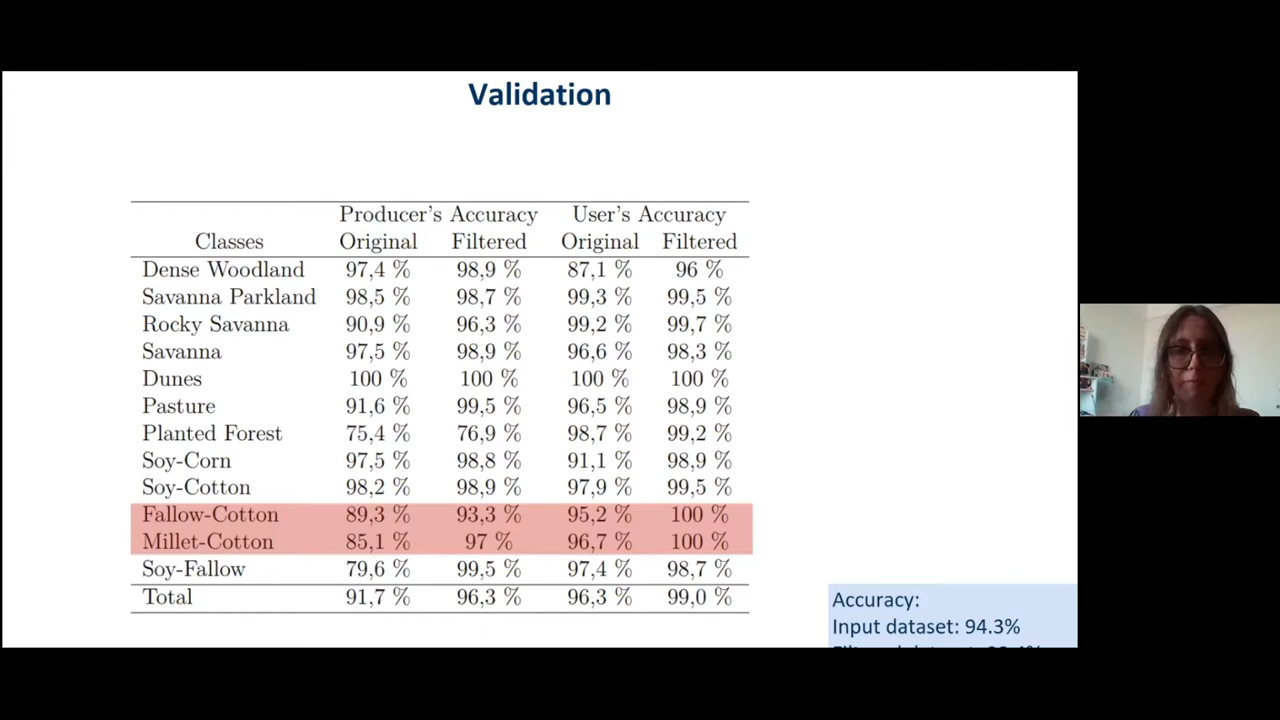 Validation
Producer's Accuracy User's Accuracy
Classes Original Filtered Original Filtered
Dense Woodland 97,4 % 98,9 % 87,1 % 96 %
Savanna Parkland 98,5 % 98,7 % 99,3 % 99,5 %
Rocky Savanna 90,9 % 96,3 % 99,2 % 99,7 %
Savanna 97,5 % 98,9 % 96,6 % 98,3 %
Dunes 100 % 100 % 100 % 100 %
Pasture 91,6 % 99,5 % 96,5 % 98,9 %
Planted Forest 75,4 % 76,9 % 98,7 % 99,2 %
Soy-Corn 97,5 % 98,8 % 91,1 % 98,9 %
Soy-Cotton 98,2 % 98,9 % 97,9 % 99,5 %
Fallow-Cotton 89,3 % 93,3 % 95,2 % 100 %
Millet-Cotton 85,1 % 97 % 96,7 % 100 %
Soy-Fallow 79,6 % 99,5 % 97,4 % 98,7 %
Total 91,7 % 96,3 % 96,3 % 99,0 %
Accuracy:
Input dataset: 94.3%